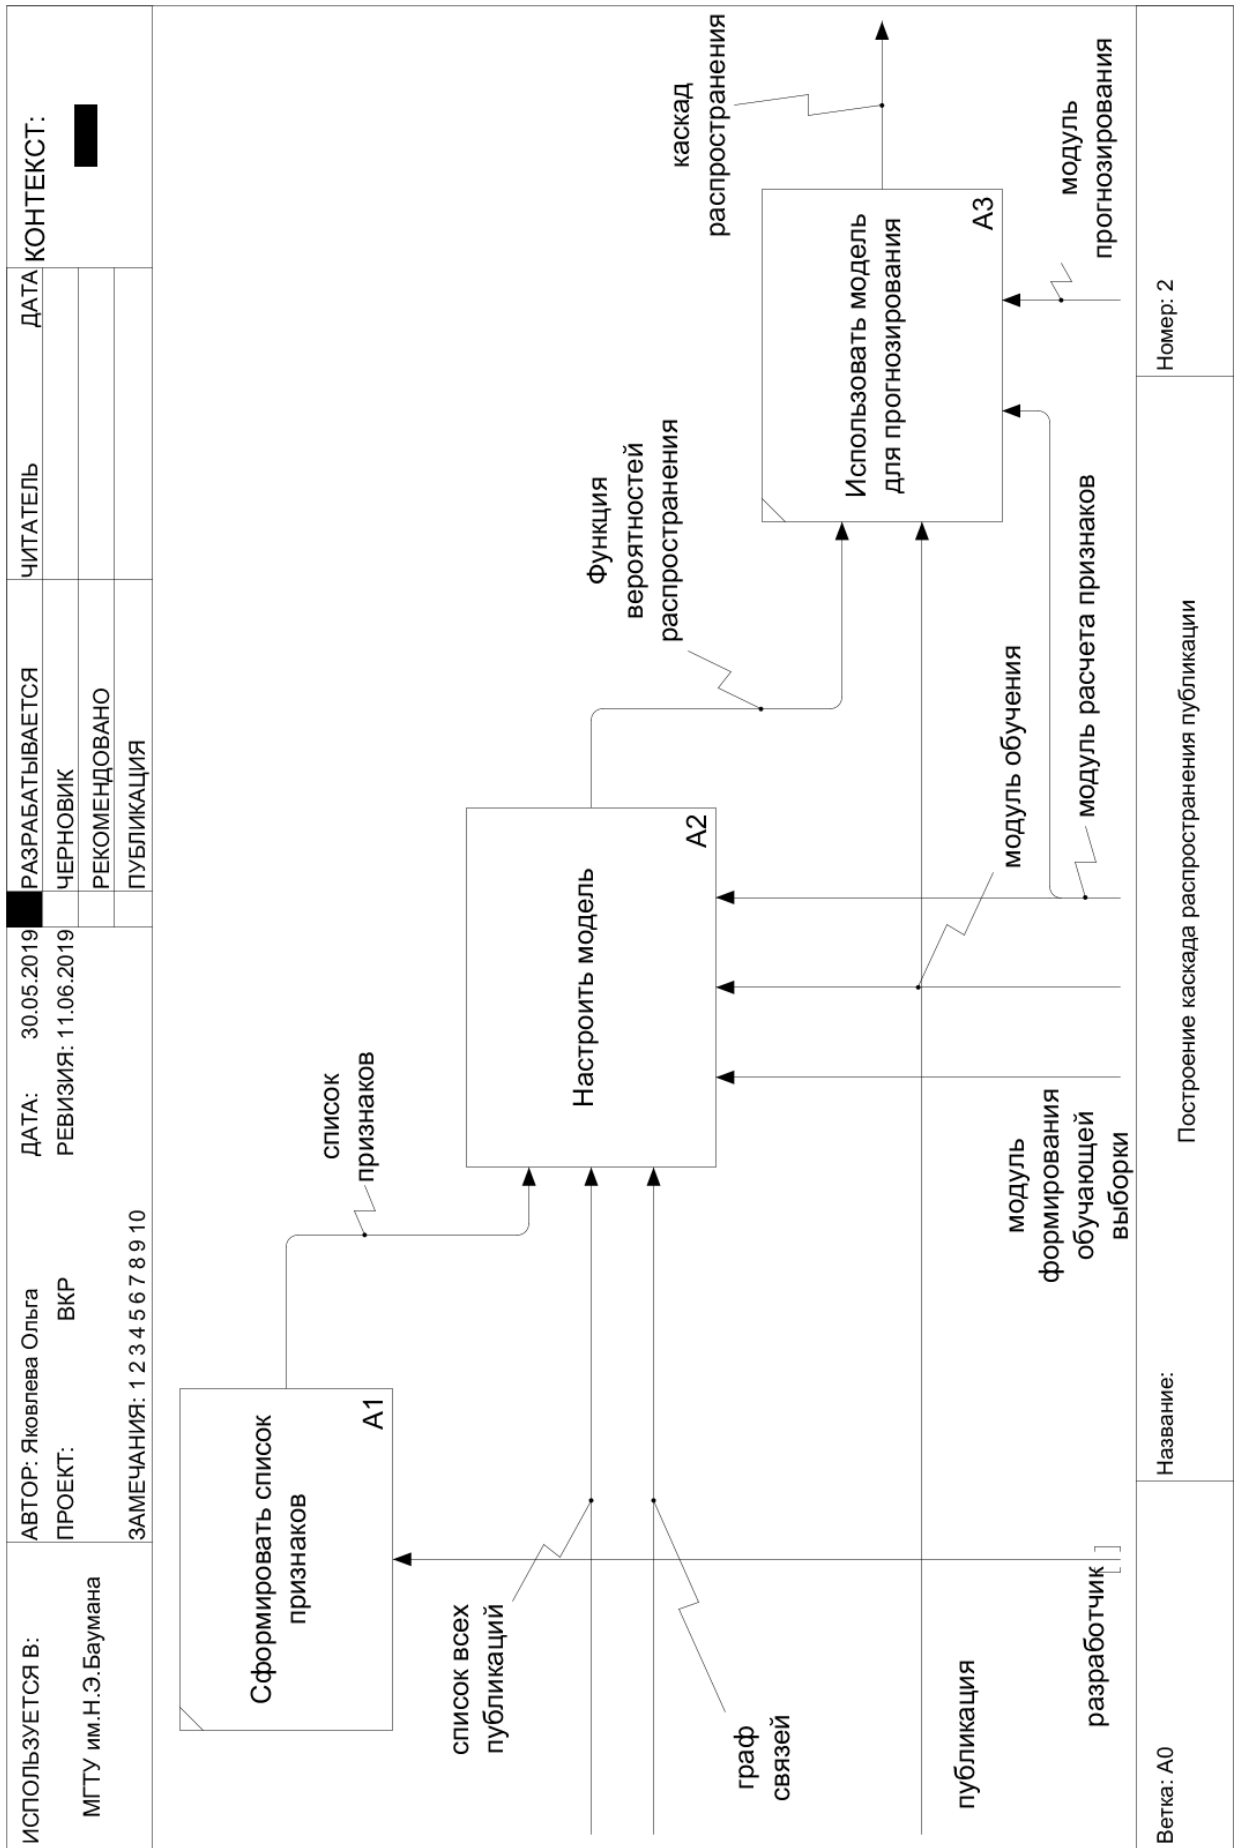 ИСПОЛЬЗУЕТСЯ В:
МГТУ им.Н.Э.Баумана
АВТОР: Яковлева Ольга
ДАТА: 30.05.2019
ПРОЕКТ: ВКР
РЕВИЗИЯ: 11.06.2019
ЗАМЕЧАНИЯ: 1 2 3 4 5 6 7 8 9 10
РАЗРАБАТЫВАЕТСЯ
ЧЕРНОВИК
РЕКОМЕНДОВАНО
ПУБЛИКАЦИЯ
ЧИТАТЕЛЬ
ДАТА
КОНТЕКСТ:
Сформировать список
признаков
A1
список
признаков
список всех
публикаций
граф
связей
Настроить модель
A2
Функция
вероятностей
распространения
Использовать модель
для прогнозирования
A3
каскад
распространения
публикация
разработчик
модуль
формирования
обучающей
выборки
модуль обучения
модуль расчета признаков
модуль
прогнозирования
Ветка: A0
Название:
Построение каскада распространения публикации
Номер: 2